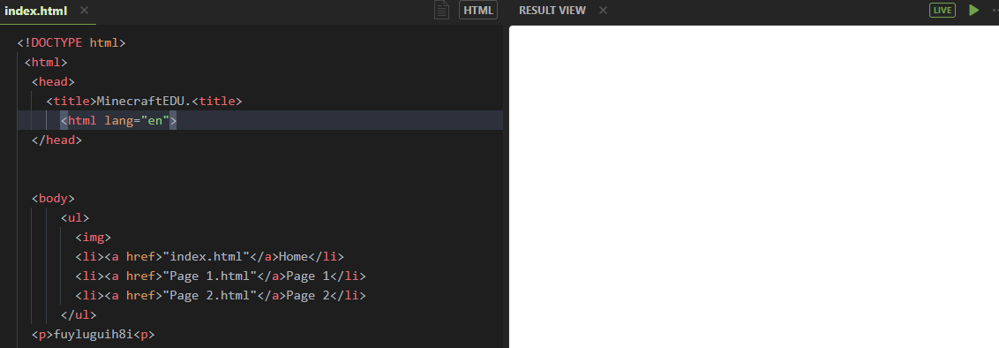 index.html × HTML RESULT VIEW × LIVE
<!DOCTYPE html>
<html>
<head>
<title>MinecraftEDU.<title>
<html lang="en">
</head>
<body>
<ul>
<img>
<li><a href>"index.html"</a>Home</li>
<li><a href>"Page 1.html"</a>Page 1</li>
<li><a href>"Page 2.html"</a>Page 2</li>
</ul>
<p>fuyluguih8i<p>